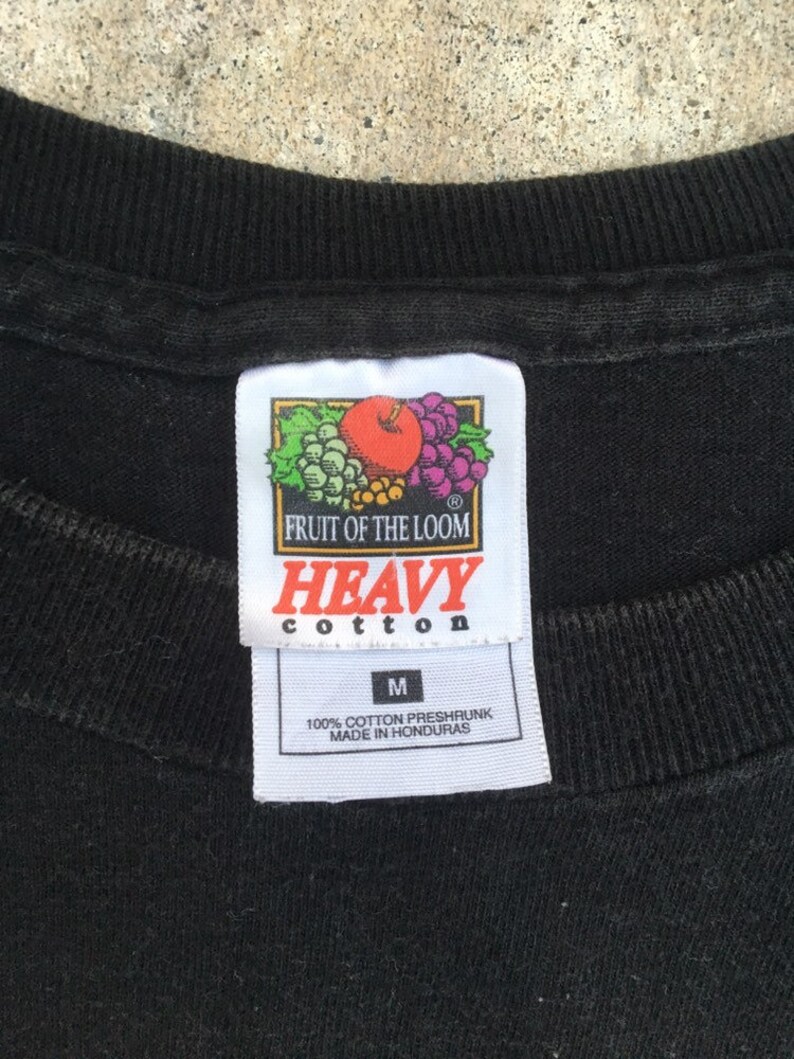 ®
FRUIT OF THE LOOM
HEAVY
cotton
M
100% COTTON PRESHRUNK
MADE IN HONDURAS